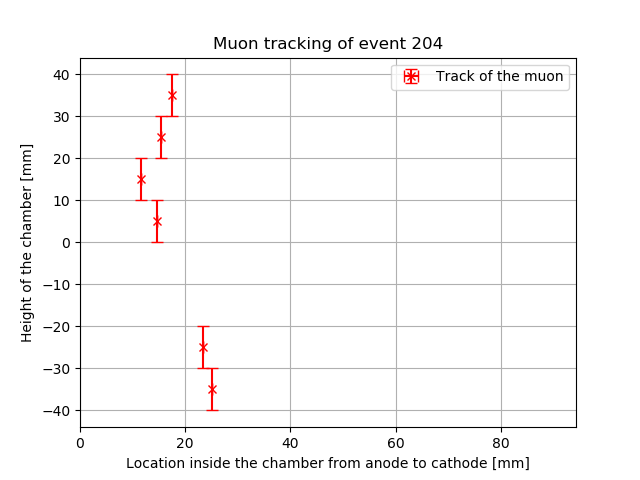 Muon tracking of event 204
Track of the muon
Height of the chamber [mm]
40
30
20
10
0
−10
−20
−30
−40
0 20 40 60 80
Location inside the chamber from anode to cathode [mm]